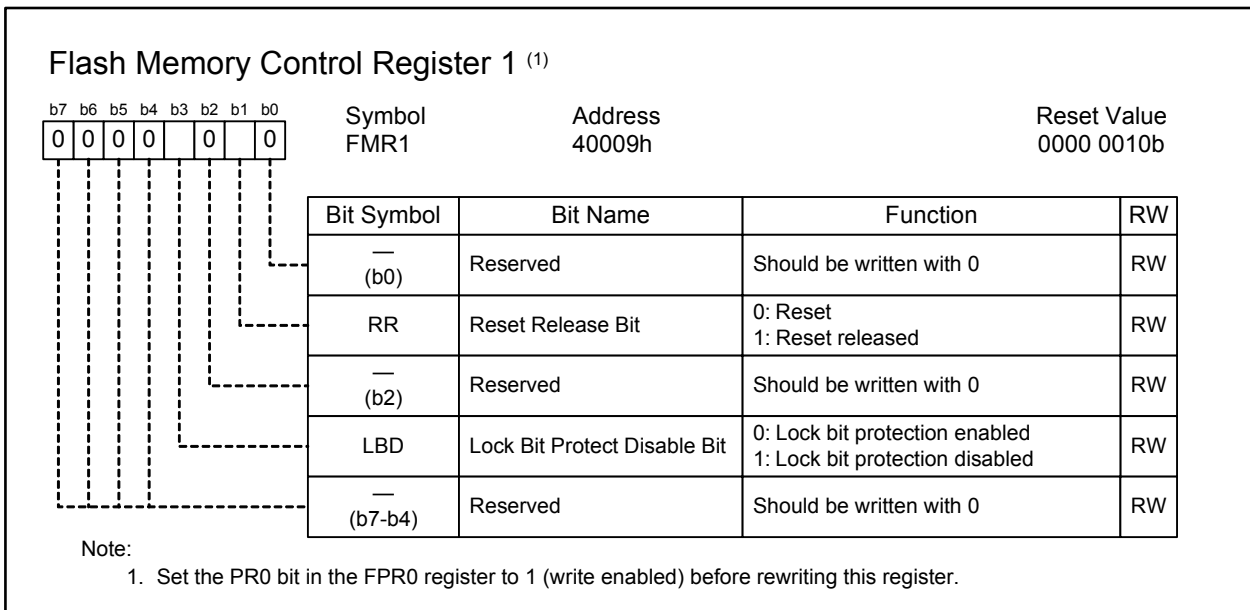 Flash Memory Control Register 1 (1)
b7 b6 b5 b4 b3 b2 b1 b0
0 0 0 0 0 0
Symbol Address Reset Value
FMR1 40009h 0000 0010b
Bit Symbol Bit Name Function RW
—
(b0) Reserved Should be written with 0 RW
RR Reset Release Bit 0: Reset
1: Reset released RW
—
(b2) Reserved Should be written with 0 RW
LBD Lock Bit Protect Disable Bit 0: Lock bit protection enabled
1: Lock bit protection disabled RW
—
(b7-b4) Reserved Should be written with 0 RW
Note:
1. Set the PR0 bit in the FPR0 register to 1 (write enabled) before rewriting this register.